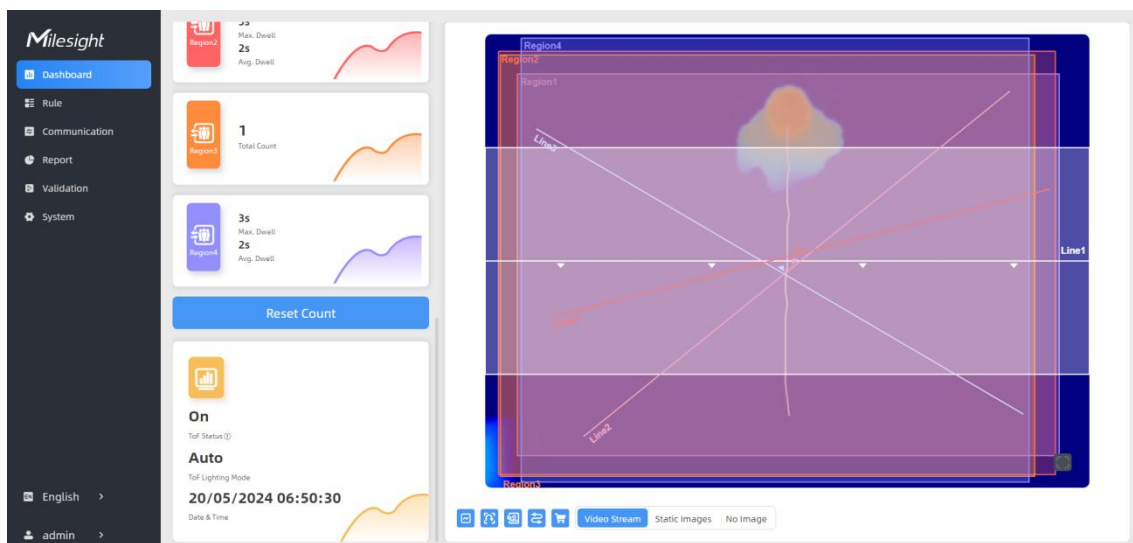 Milesight
Dashboard
Rule
Communication
Report
Validation
System
English
admin
Region2
Max. Dwell
2s
Avg. Dwell
Region3
1
Total Count
Region4
3s
Max. Dwell
2s
Avg. Dwell
Reset Count
On
ToF Status
Auto
ToF Lighting Mode
20/05/2024 06:50:30
Date & Time
Region4
Region2
Region1
Line3
Line1
Line2
Region3
Video Stream Static Images No Image